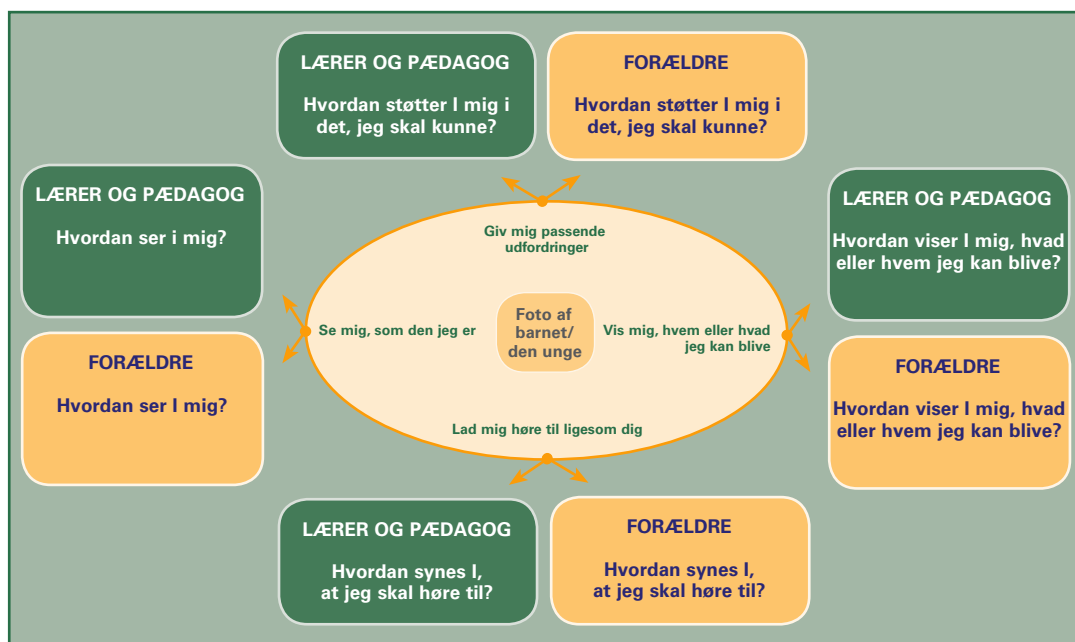 LÆRER OG PÆDAGOG
Hvordan støtter I mig i
det, jeg skal kunne?
FORÆLDRE
Hvordan støtter I mig i
det, jeg skal kunne?
LÆRER OG PÆDAGOG
Hvordan ser i mig?
FORÆLDRE
Hvordan ser I mig?
Giv mig passende
udfordringer
Se mig, som den jeg er
Foto af
barnet/
den unge
Vis mig, hvem eller hvad
jeg kan blive
Lad mig høre til ligesom dig
LÆRER OG PÆDAGOG
Hvordan viser I mig, hvad
eller hvem jeg kan blive?
FORÆLDRE
Hvordan viser I mig, hvad
eller hvem jeg kan blive?
LÆRER OG PÆDAGOG
Hvordan synes I,
at jeg skal høre til?
FORÆLDRE
Hvordan synes I,
at jeg skal høre til?